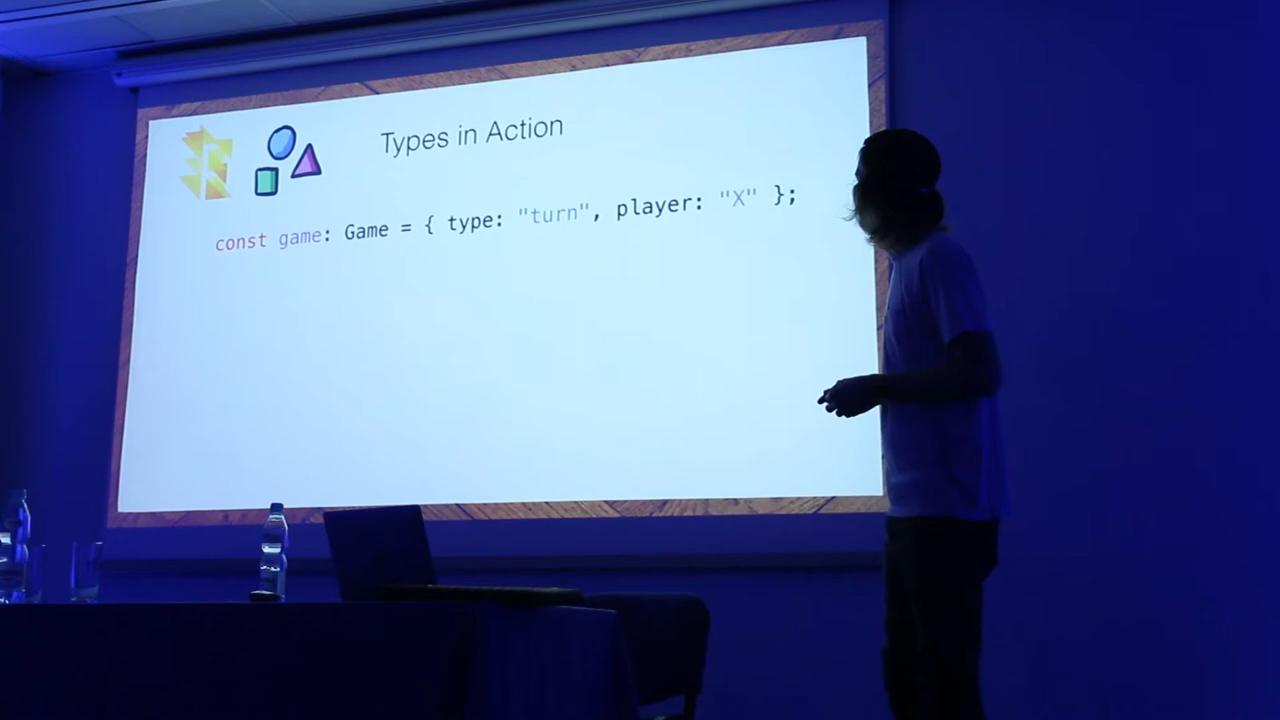 Types in Action
const game: Game = { type: "turn", player: "X" };